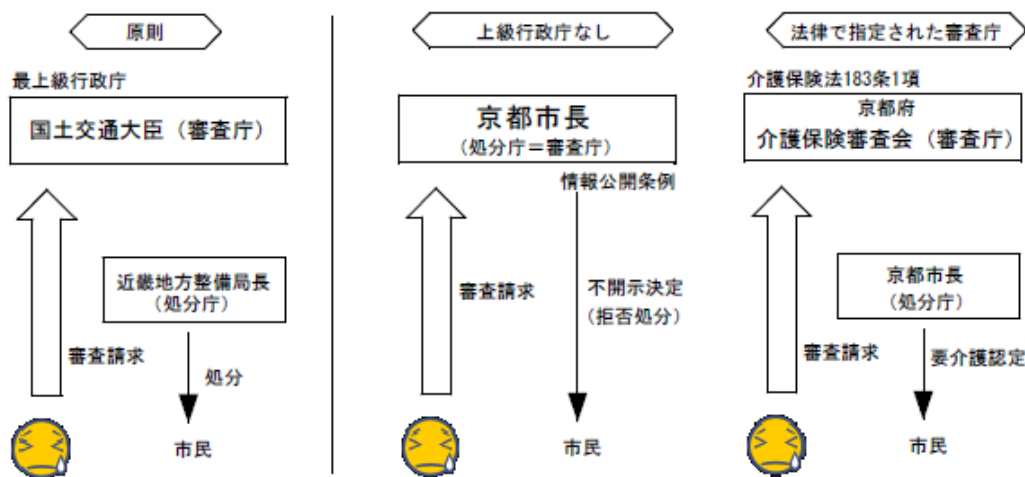 原則
最上級行政庁
国土交通大臣（審査庁）
近畿地方整備局長
（処分庁）
審査請求
処分
市民
上級行政庁なし
京都市長
（処分庁＝審査庁）
情報公開条例
審査請求
不開示決定
（拒否処分）
市民
法律で指定された審査庁
介護保険法183条1項
京都府
介護保険審査会（審査庁）
京都市長
（処分庁）
審査請求
要介護認定
市民